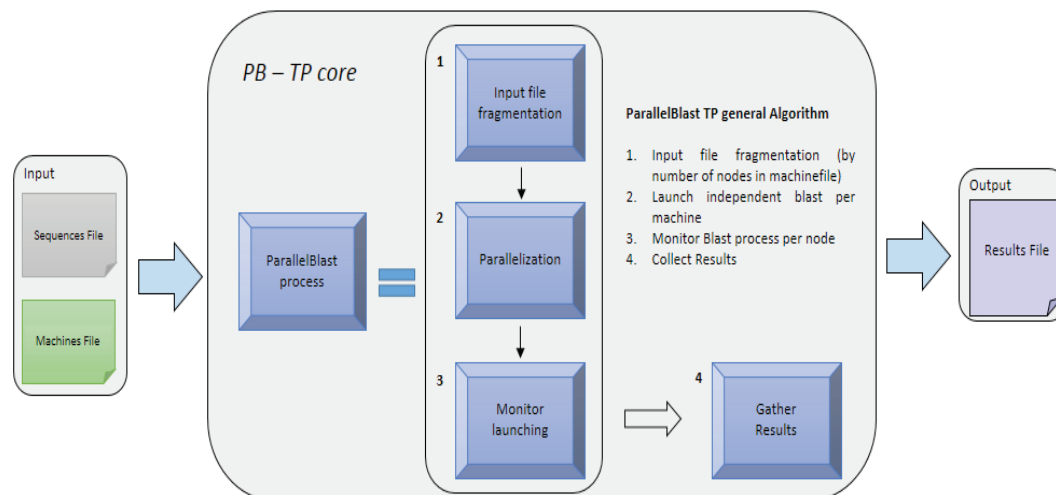 PB – TP core
Input
Sequences File
Machines File
ParallelBlast
process
1
Input file
fragmentation
2
Parallelization
3
Monitor
launching
4
Gather
Results
ParallelBlast TP general Algorithm
1. Input file fragmentation (by
number of nodes in machinefile)
2. Launch independent blast per
machine
3. Monitor Blast process per node
4. Collect Results
Output
Results File